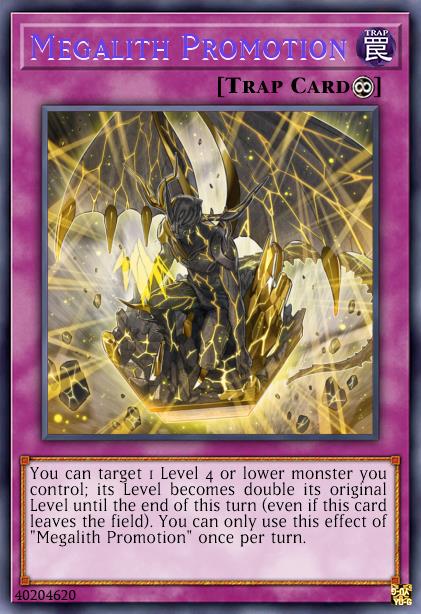 MEGALITH PROMOTION
TRAP
罠
[TRAP CARD♾]
You can target 1 Level 4 or lower monster you
control; its Level becomes double its original
Level until the end of this turn (even if this card
leaves the field). You can only use this effect of
"Megalith Promotion" once per turn.
40204620